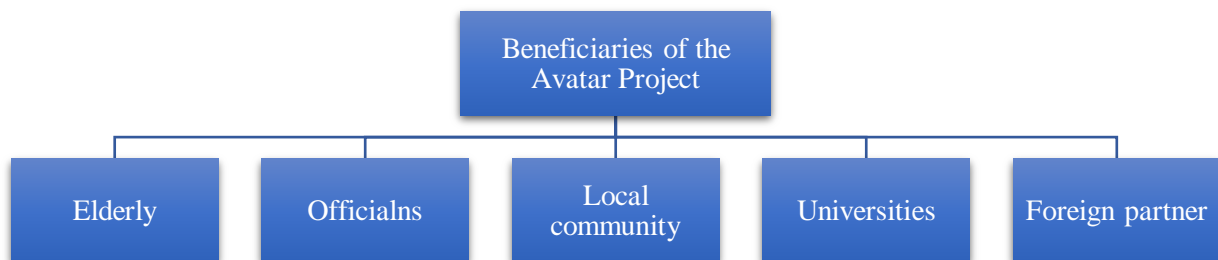 Beneficiaries of the
Avatar Project
Elderly
Officialns
Local
community
Universities
Foreign partner